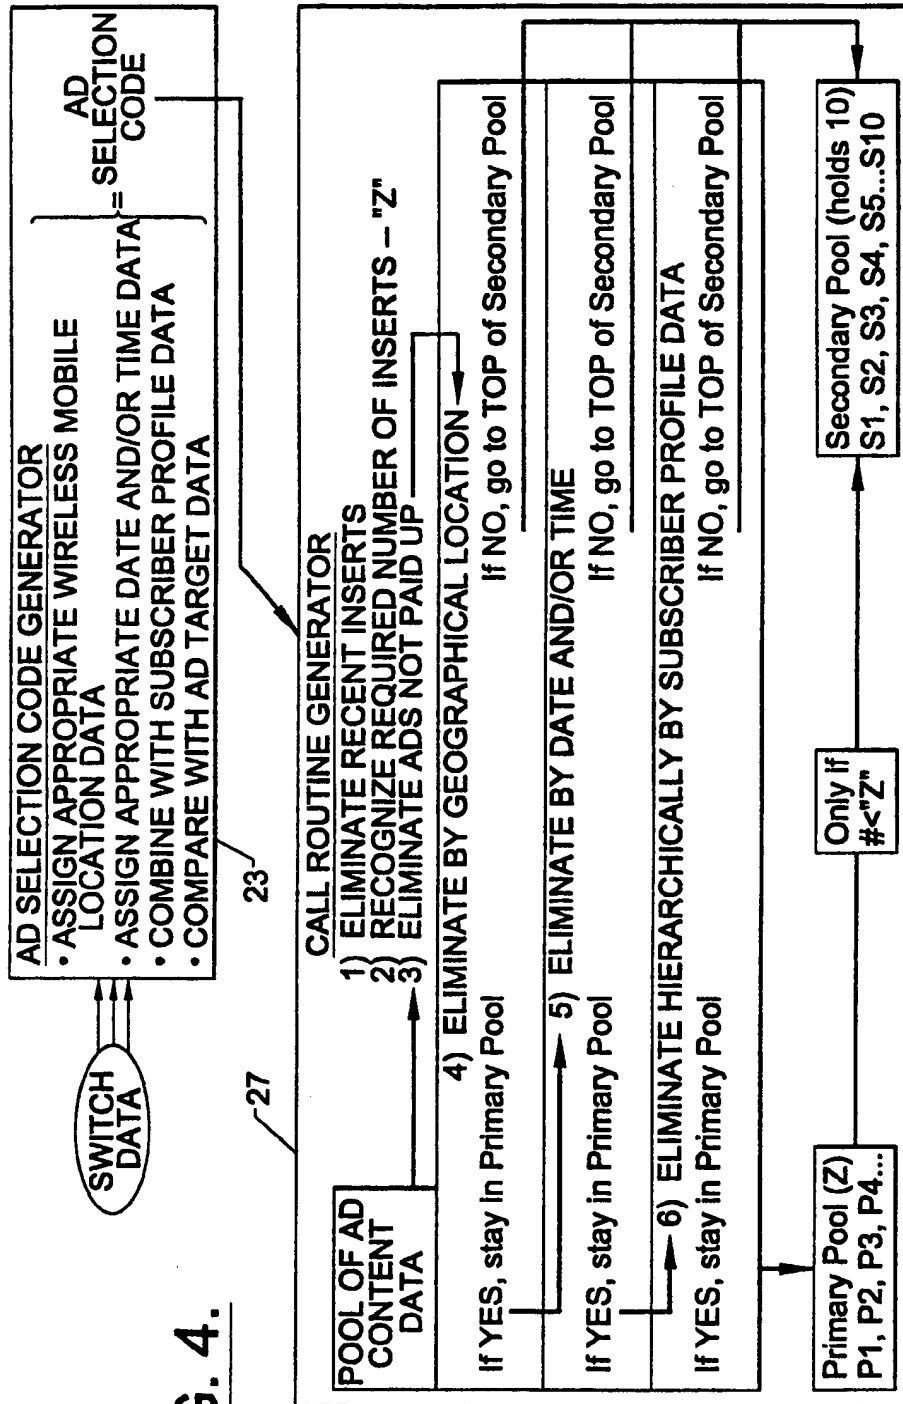 G. 4.
SWITCH
DATA
AD SELECTION CODE GENERATOR
• ASSIGN APPROPRIATE WIRELESS MOBILE
LOCATION DATA
• ASSIGN APPROPRIATE DATE AND/OR TIME DATA
• COMBINE WITH SUBSCRIBER PROFILE DATA
• COMPARE WITH AD TARGET DATA
=
AD
SELECTION
CODE
23
27
CALL ROUTINE GENERATOR
1) ELIMINATE RECENT INSERTS
2) RECOGNIZE REQUIRED NUMBER OF INSERTS – "Z"
3) ELIMINATE ADS NOT PAID UP
POOL OF AD
CONTENT
DATA
4) ELIMINATE BY GEOGRAPHICAL LOCATION
If YES, stay in Primary Pool
If NO, go to TOP of Secondary Pool
5) ELIMINATE BY DATE AND/OR TIME
If YES, stay in Primary Pool
If NO, go to TOP of Secondary Pool
6) ELIMINATE HIERARCHICALLY BY SUBSCRIBER PROFILE DATA
If YES, stay in Primary Pool
If NO, go to TOP of Secondary Pool
Primary Pool (Z)
P1, P2, P3, P4...
Only if
#<"Z"
Secondary Pool (holds 10)
S1, S2, S3, S4, S5...S10